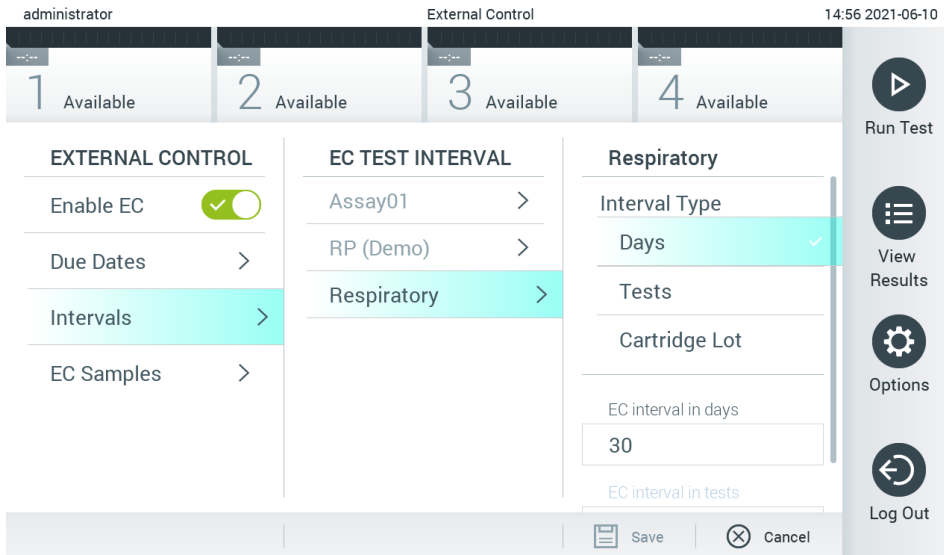 administrator External Control 14:56 2021-06-10
--:-- --:-- --:-- --:--
1 Available 2 Available 3 Available 4 Available
Run Test
EXTERNAL CONTROL
Enable EC
Due Dates
Intervals
EC Samples
EC TEST INTERVAL
Assay01
RP (Demo)
Respiratory
Respiratory
Interval Type
Days
Tests
Cartridge Lot
EC interval in days
30
EC interval in tests
View
Results
Options
Log Out
Save Cancel